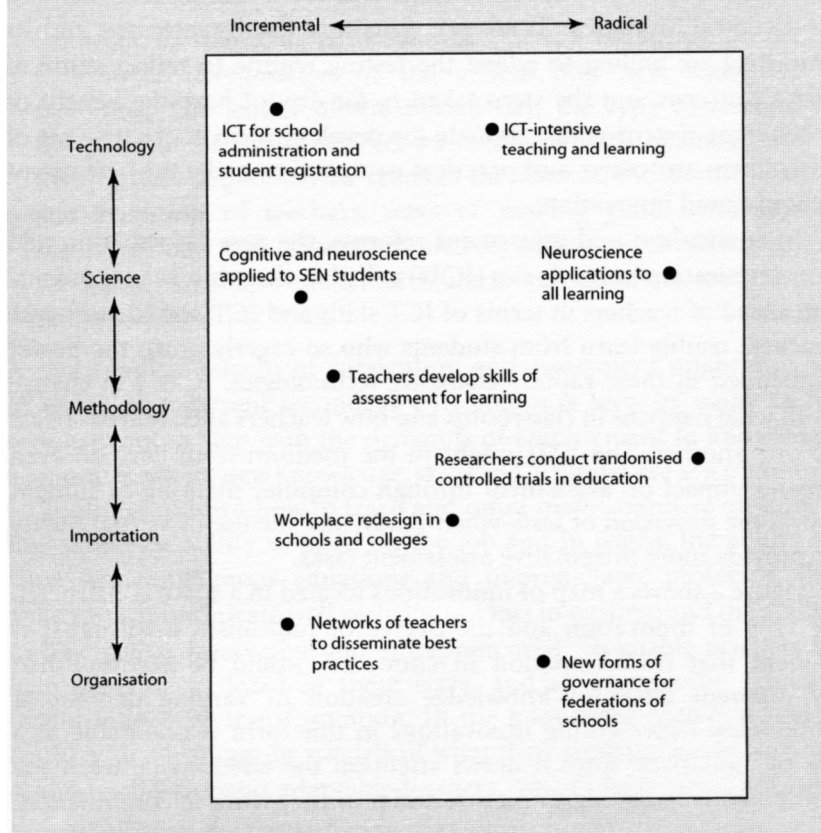 Incremental Radical
Technology
Science
Methodology
Importation
Organisation
ICT for school
administration and
student registration
ICT-intensive
teaching and learning
Cognitive and neuroscience
applied to SEN students
Neuroscience
applications to
all learning
Teachers develop skills of
assessment for learning
Researchers conduct randomised
controlled trials in education
Workplace redesign in
schools and colleges
Networks of teachers
to disseminate best
practices
New forms of
governance for
federations of
schools